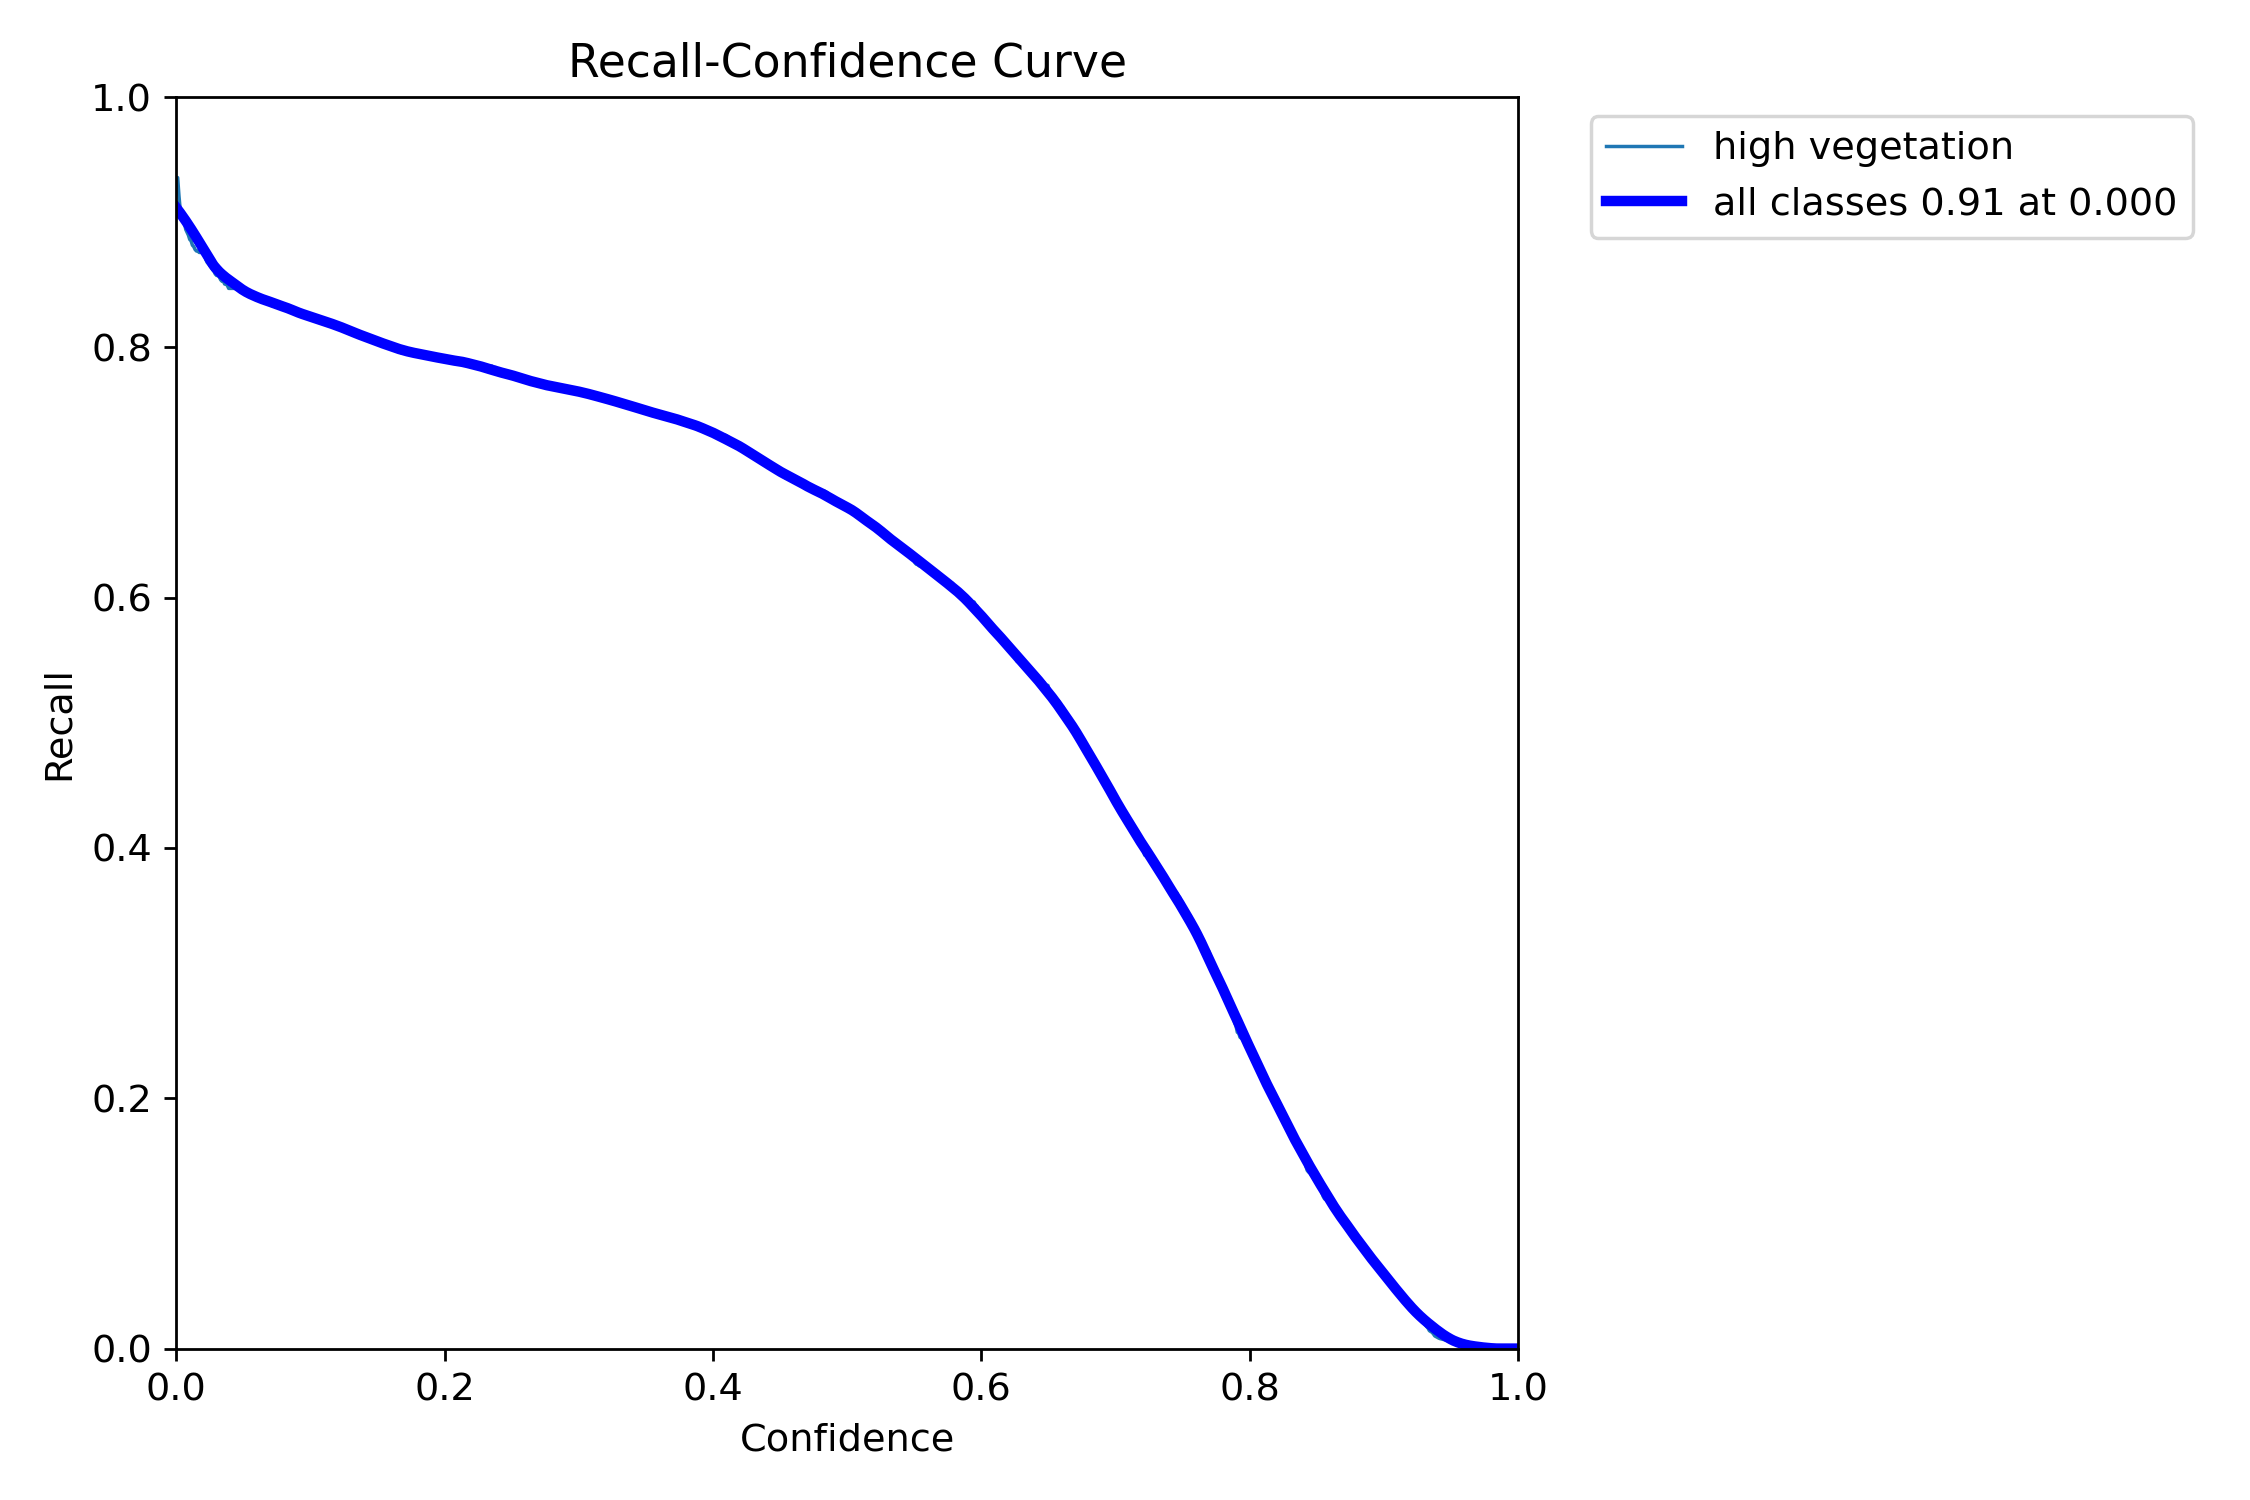 Recall-Confidence Curve
1.0
0.8
0.6
0.4
0.2
0.0
Recall
0.0 0.2 0.4 0.6 0.8 1.0
Confidence
high vegetation
all classes 0.91 at 0.000